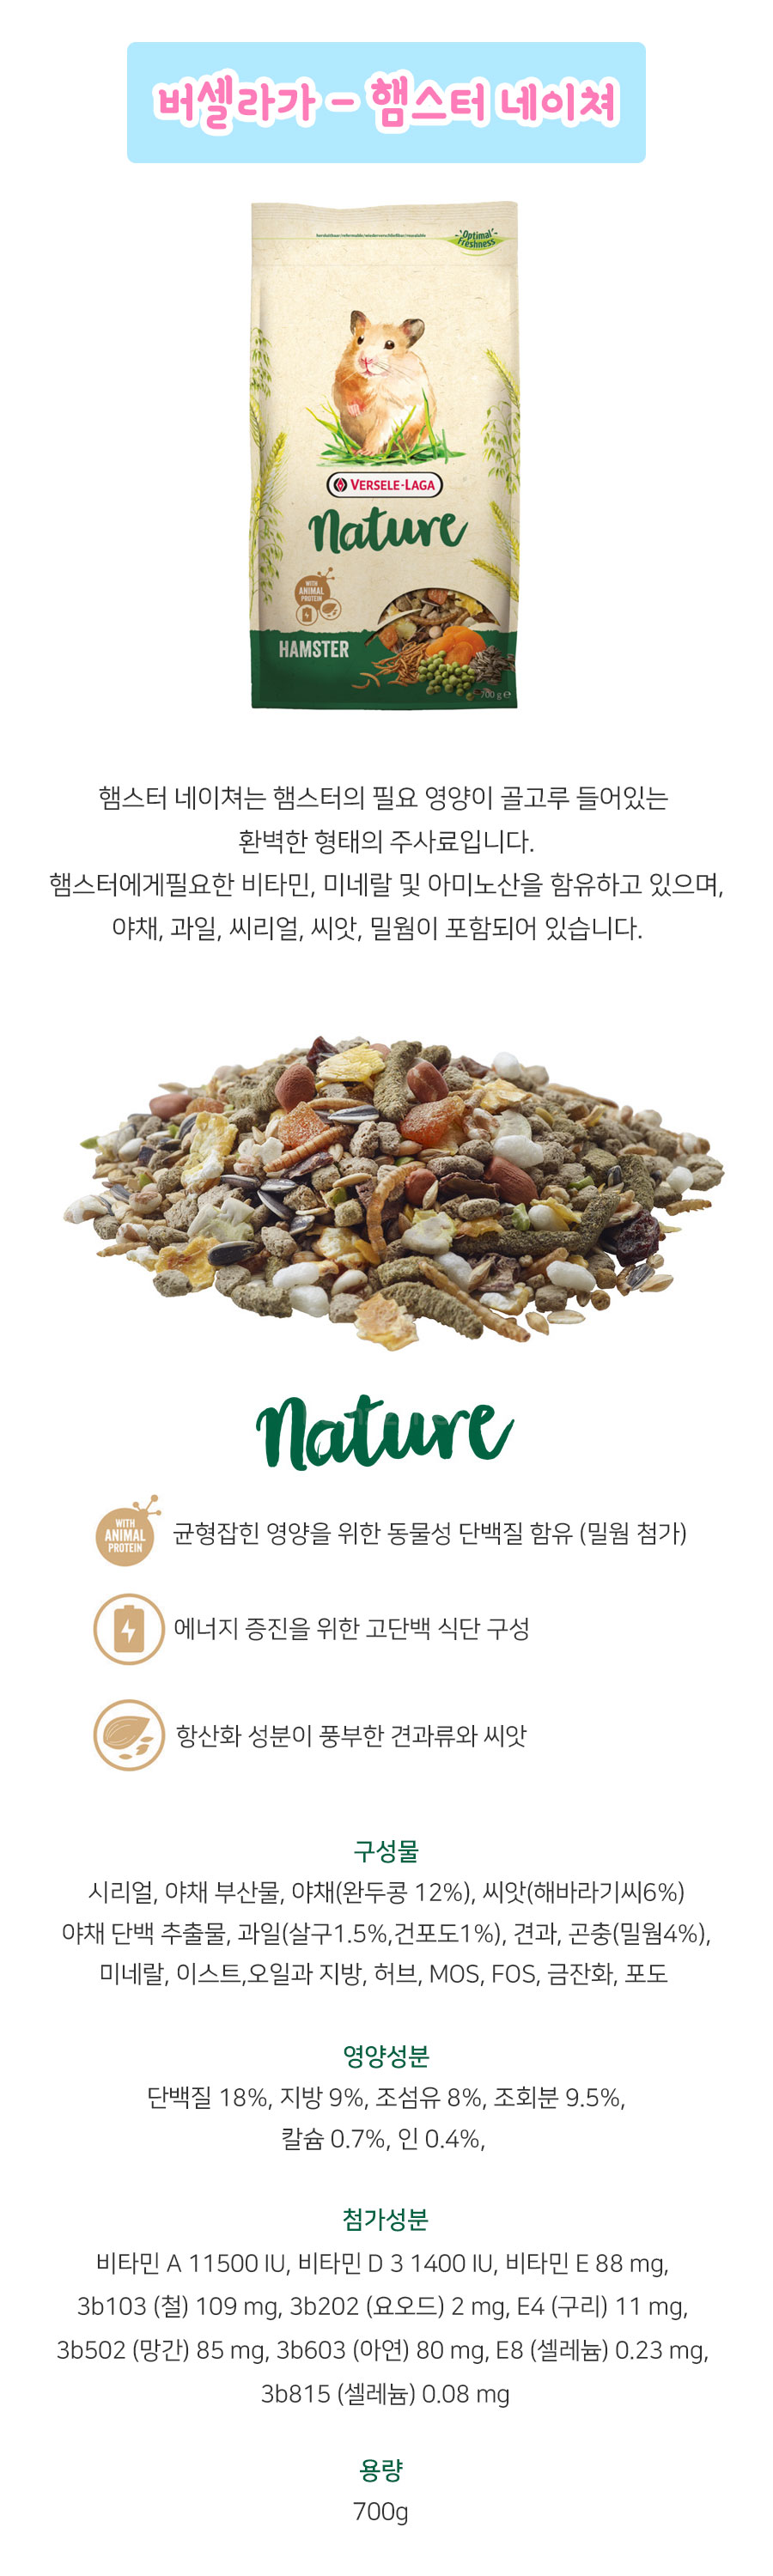 버셀라가 - 햄스터 네이쳐
Optimal
freshness
VERSELE-LAGA
nature
WITH
ANIMAL
PROTEIN
HAMSTER
700 g e
햄스터 네이쳐는 햄스터의 필요 영양이 골고루 들어있는
환벽한 형태의 주사료입니다.
햄스터에게필요한 비타민, 미네랄 및 아미노산을 함유하고 있으며,
야채, 과일, 씨리얼, 씨앗, 밀웜이 포함되어 있습니다.
nature
WITH
ANIMAL
PROTEIN
균형잡힌 영양을 위한 동물성 단백질 함유 (밀웜 첨가)
에너지 증진을 위한 고단백 식단 구성
항산화 성분이 풍부한 견과류와 씨앗
구성물
시리얼, 야채 부산물, 야채(완두콩 12%), 씨앗(해바라기씨6%)
야채 단백 추출물, 과일(살구1.5%,건포도1%), 견과, 곤충(밀웜4%),
미네랄, 이스트,오일과 지방, 허브, MOS, FOS, 금잔화, 포도
영양성분
단백질 18%, 지방 9%, 조섬유 8%, 조회분 9.5%,
칼슘 0.7%, 인 0.4%,
첨가성분
비타민 A 11500 IU, 비타민 D 3 1400 IU, 비타민 E 88 mg,
3b103 (철) 109 mg, 3b202 (요오드) 2 mg, E4 (구리) 11 mg,
3b502 (망간) 85 mg, 3b603 (아연) 80 mg, E8 (셀레늄) 0.23 mg,
3b815 (셀레늄) 0.08 mg
용량
700g